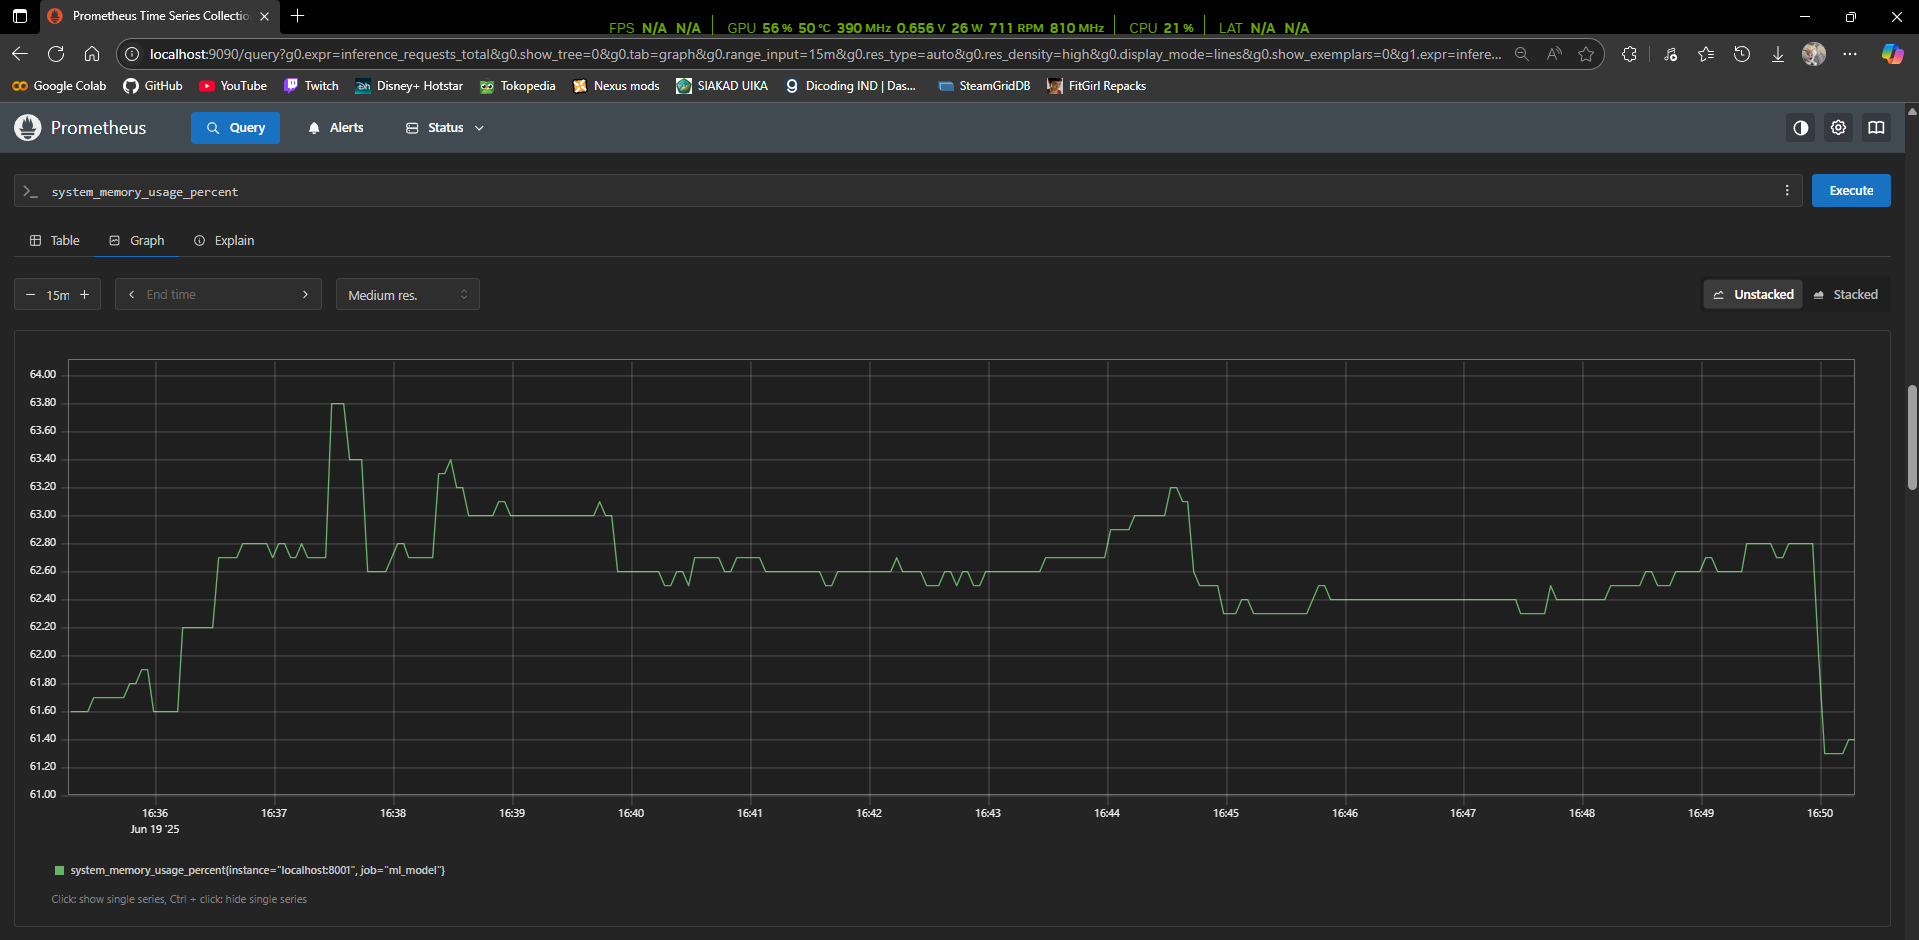 Prometheus Time Series Collectio
FPS N/A N/A GPU 56 % 50 °C 390 MHz 0.656 V 26 W 711 RPM 810 MHz CPU 21 % LAT N/A N/A
localhost:9090/query?g0.expr=inference_requests_total&g0.show_tree=0&g0.tab=graph&g0.range_input=15m&g0.res_type=auto&g0.res_density=high&g0.display_mode=lines&g0.show_exemplars=0&g1.expr=infere...
Google Colab GitHub YouTube Twitch Disney+ Hotstar Tokopedia Nexus mods SIAKAD UIKA Dicoding IND | Das... SteamGridDB FitGirl Repacks
Prometheus Query Alerts Status
>_ system_memory_usage_percent Execute
Table Graph Explain
− 15m + End time Medium res. Unstacked Stacked
64.00
63.80
63.60
63.40
63.20
63.00
62.80
62.60
62.40
62.20
62.00
61.80
61.60
61.40
61.20
61.00
16:36 16:37 16:38 16:39 16:40 16:41 16:42 16:43 16:44 16:45 16:46 16:47 16:48 16:49 16:50
Jun 19 '25
system_memory_usage_percent{instance="localhost:8001", job="ml_model"}
Click: show single series, Ctrl + click: hide single series